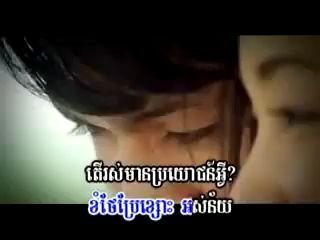 តើរស់មានប្រយោជន៍អ្វី?
ខំថែប្រែខ្សោះ អស់ន័យ